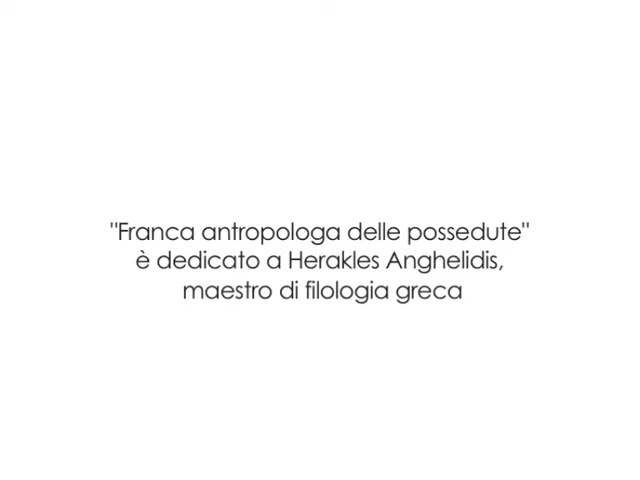 "Franca antropologa delle possedute"
è dedicato a Herakles Anghelidis,
maestro di filologia greca